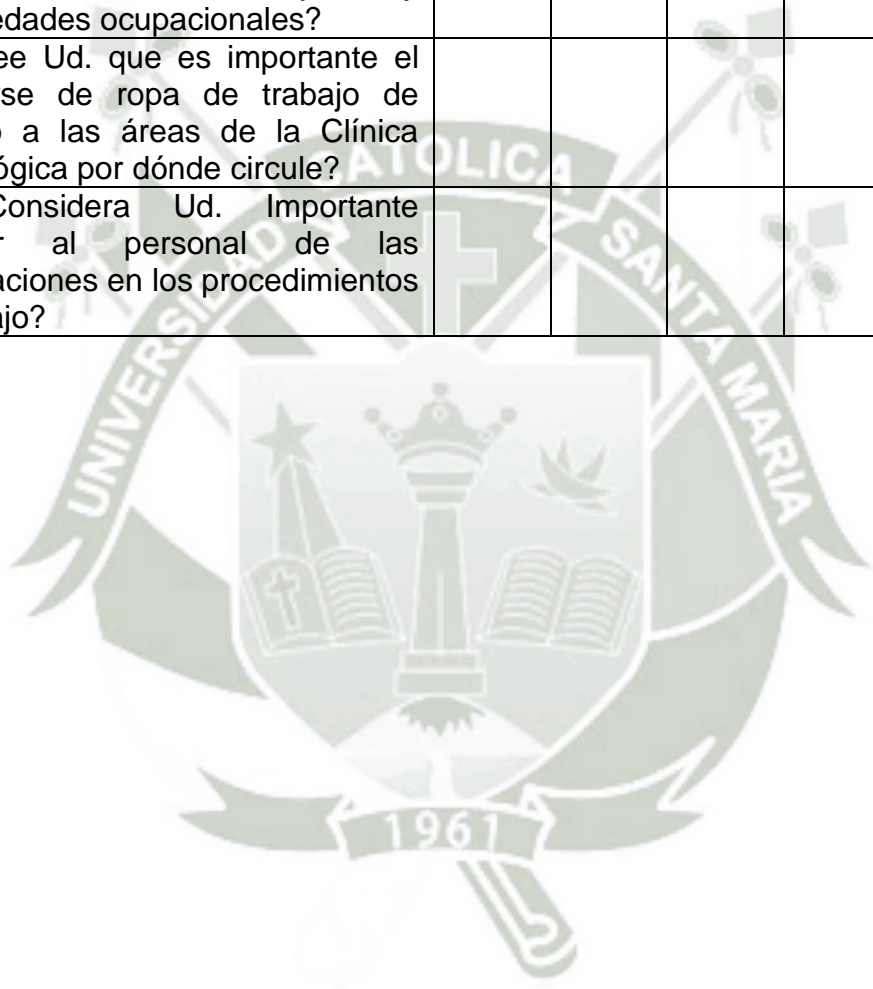 edades ocupacionales?
ee Ud. que es importante el
rse de ropa de trabajo de
o a las áreas de la Clínica
ógica por dónde circule?
Considera Ud. Importante
r al personal de las
aciones en los procedimientos
ajo?
UNIVERSIDAD CATOLICA SANTA MARIA
1961